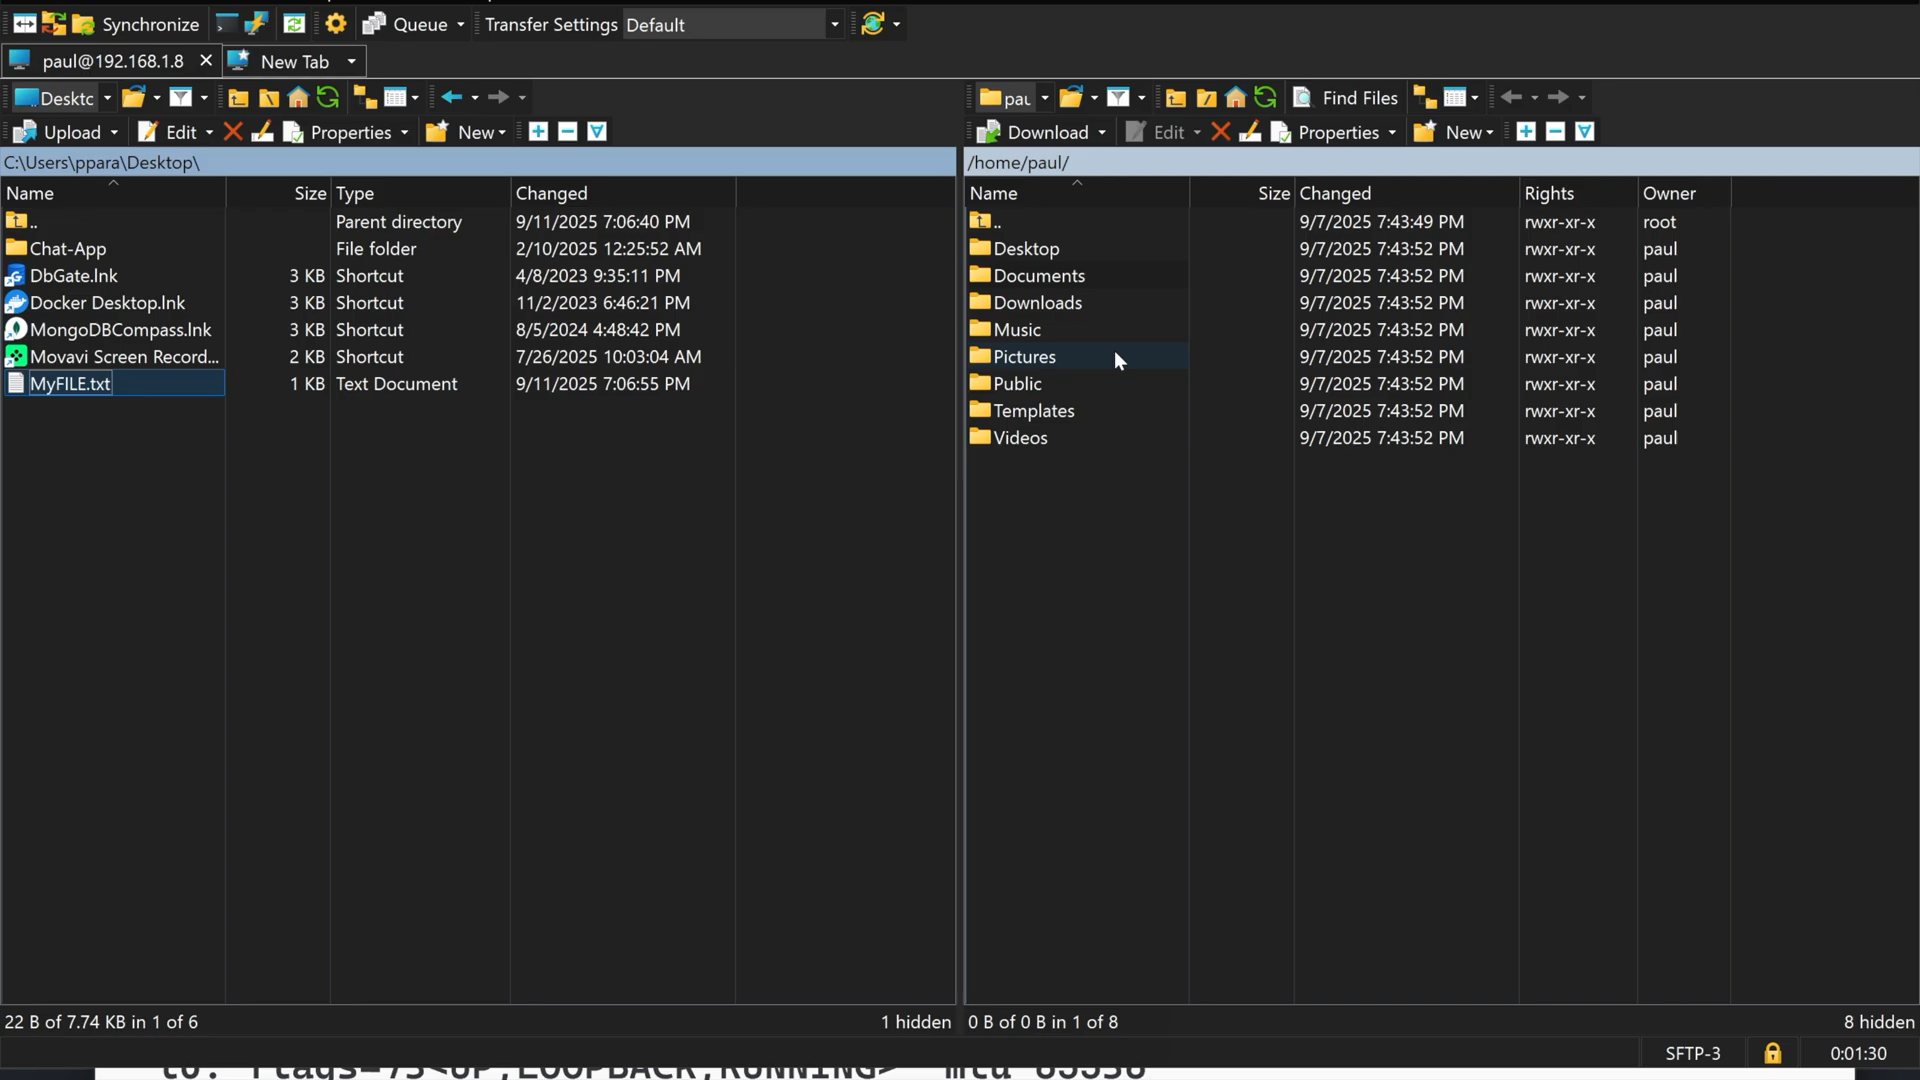 Synchronize Queue Transfer Settings Default
paul@192.168.1.8 New Tab
Desktc
Upload Edit Properties New
C:\Users\ppara\Desktop\
Name Size Type Changed
.. Parent directory 9/11/2025 7:06:40 PM
Chat-App File folder 2/10/2025 12:25:52 AM
DbGate.lnk 3 KB Shortcut 4/8/2023 9:35:11 PM
Docker Desktop.lnk 3 KB Shortcut 11/2/2023 6:46:21 PM
MongoDBCompass.lnk 3 KB Shortcut 8/5/2024 4:48:42 PM
Movavi Screen Record... 2 KB Shortcut 7/26/2025 10:03:04 AM
MyFILE.txt 1 KB Text Document 9/11/2025 7:06:55 PM
22 B of 7.74 KB in 1 of 6 1 hidden
pau Find Files
Download Edit Properties New
/home/paul/
Name Size Changed Rights Owner
.. 9/7/2025 7:43:49 PM rwxr-xr-x root
Desktop 9/7/2025 7:43:52 PM rwxr-xr-x paul
Documents 9/7/2025 7:43:52 PM rwxr-xr-x paul
Downloads 9/7/2025 7:43:52 PM rwxr-xr-x paul
Music 9/7/2025 7:43:52 PM rwxr-xr-x paul
Pictures 9/7/2025 7:43:52 PM rwxr-xr-x paul
Public 9/7/2025 7:43:52 PM rwxr-xr-x paul
Templates 9/7/2025 7:43:52 PM rwxr-xr-x paul
Videos 9/7/2025 7:43:52 PM rwxr-xr-x paul
0 B of 0 B in 1 of 8 8 hidden
SFTP-3 0:01:30